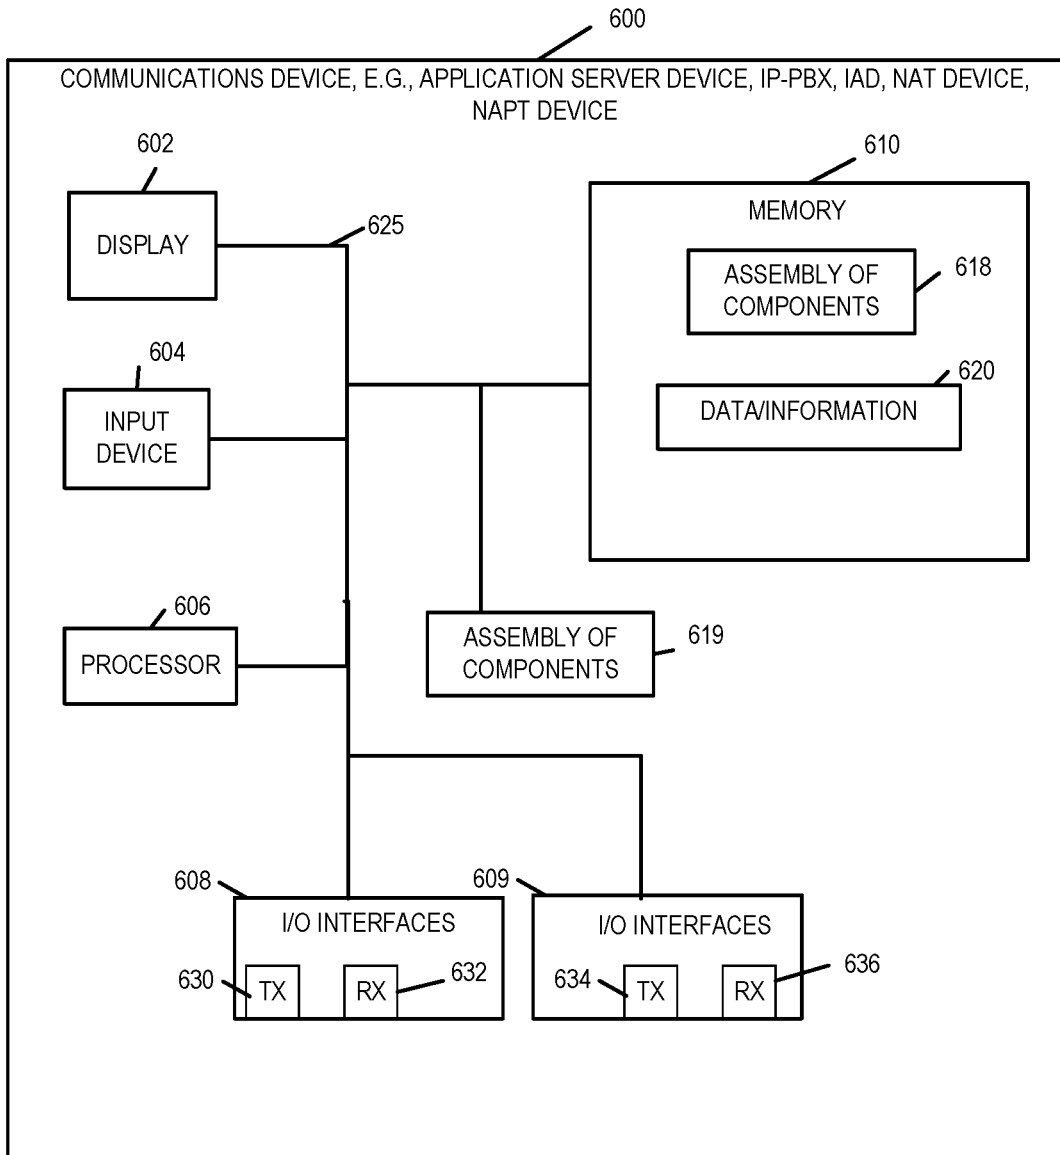 600
COMMUNICATIONS DEVICE, E.G., APPLICATION SERVER DEVICE, IP-PBX, IAD, NAT DEVICE,
NAPT DEVICE
602
DISPLAY
625
610
MEMORY
ASSEMBLY OF
COMPONENTS
618
620
DATA/INFORMATION
604
INPUT
DEVICE
606
PROCESSOR
ASSEMBLY OF
COMPONENTS
619
608
I/O INTERFACES
630
TX
RX
632
609
I/O INTERFACES
634
TX
RX
636